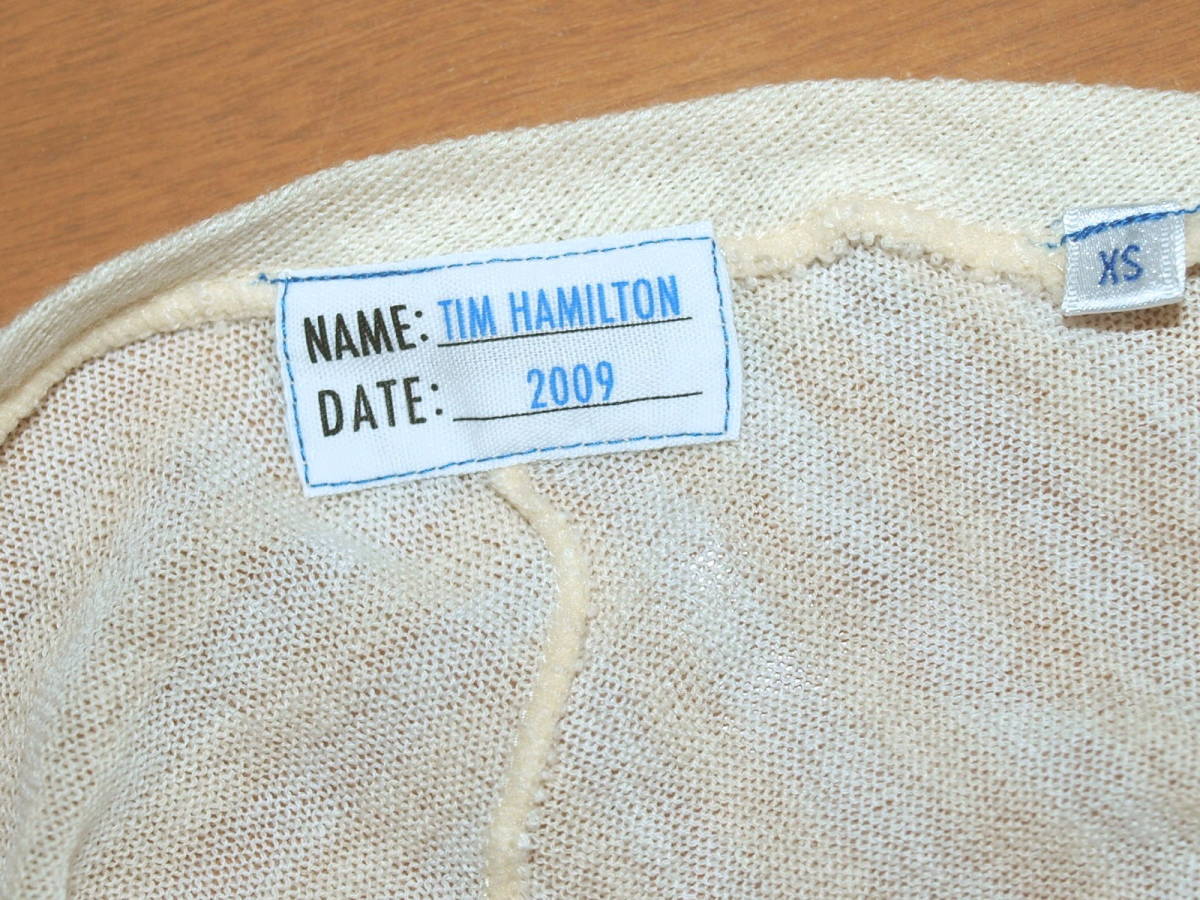 NAME: TIM HAMILTON
DATE: 2009
XS